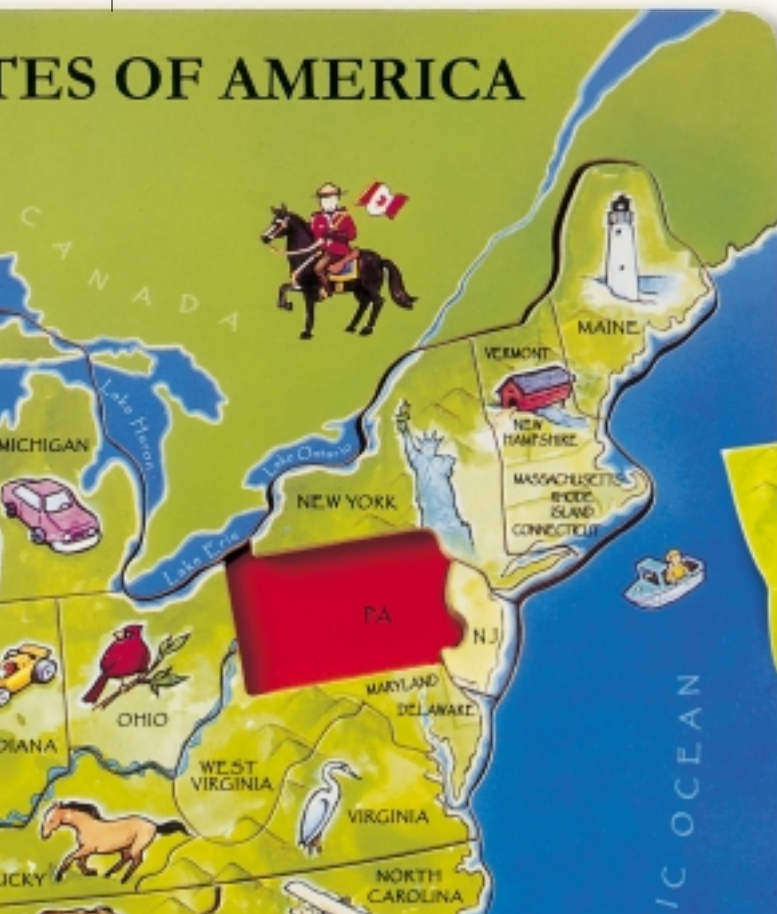 TES OF AMERICA
CANADA
MAINE
VERMONT
Lake Huron
NEW
HAMPSHIRE
MICHIGAN
Lake Ontario
MASSACHUSETTS
RHODE
ISLAND
CONNECTICUT
NEW YORK
Lake Erie
PA
NJ
MARYLAND
DELAWARE
OHIO
DIANA
WEST
VIRGINIA
VIRGINIA
UCKY
NORTH
CAROLINA
IC OCEAN